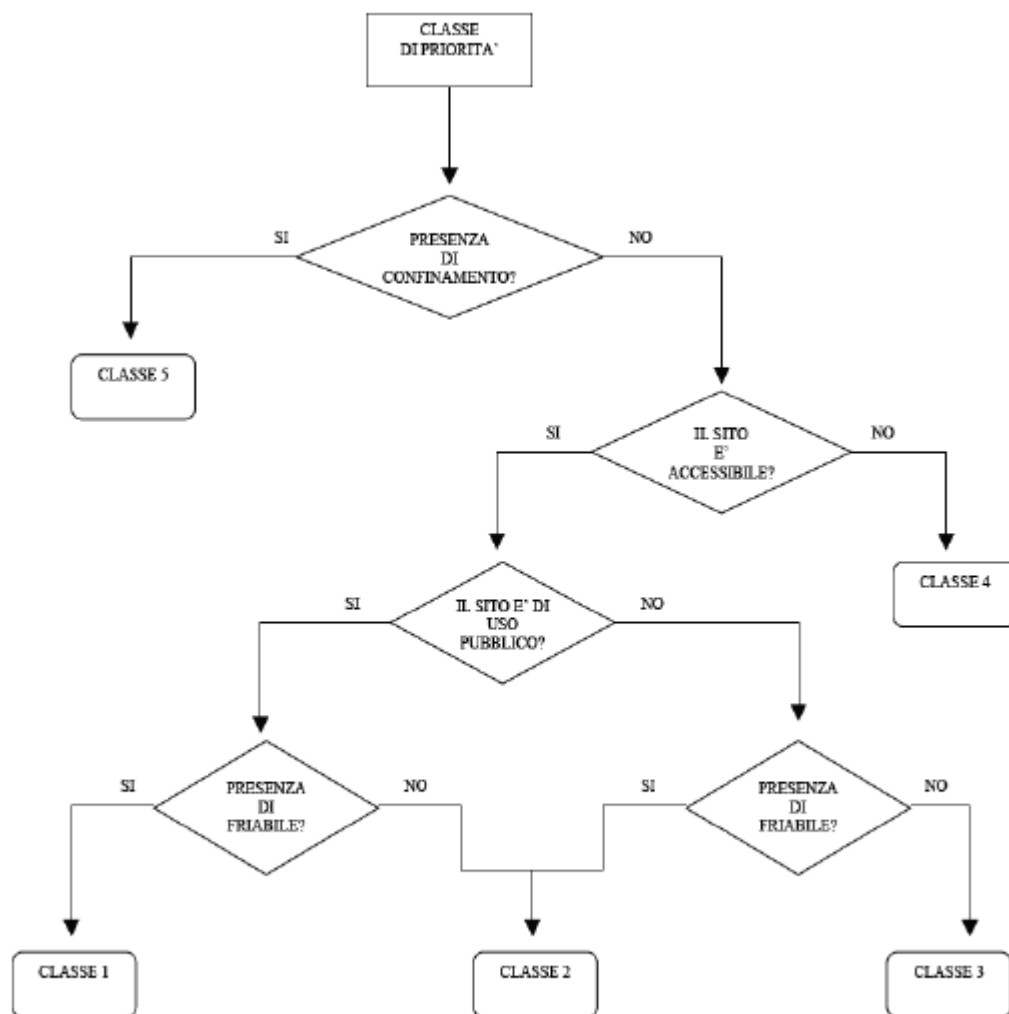 CLASSE
DI PRIORITA`
SI
PRESENZA
DI
CONFINAMENTO?
NO
CLASSE 5
SI
IL SITO
E'
ACCESSIBILE?
NO
CLASSE 4
SI
IL SITO E' DI
USO
PUBBLICO?
NO
SI
PRESENZA
DI
FRIABILE?
NO
SI
PRESENZA
DI
FRIABILE?
NO
CLASSE 1
CLASSE 2
CLASSE 3